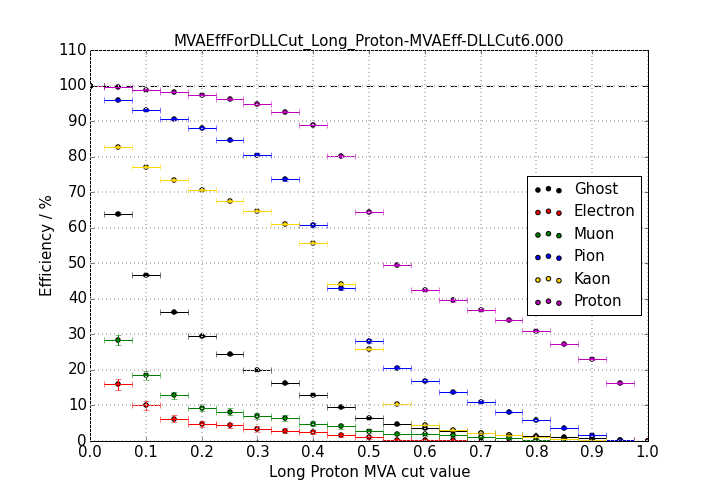 MVAEffForDLLCut_Long_Proton-MVAEff-DLLCut6.000
110
100
90
80
70
60
50
40
30
20
10
0
Efficiency / %
Ghost
Electron
Muon
Pion
Kaon
Proton
0.0 0.1 0.2 0.3 0.4 0.5 0.6 0.7 0.8 0.9 1.0
Long Proton MVA cut value